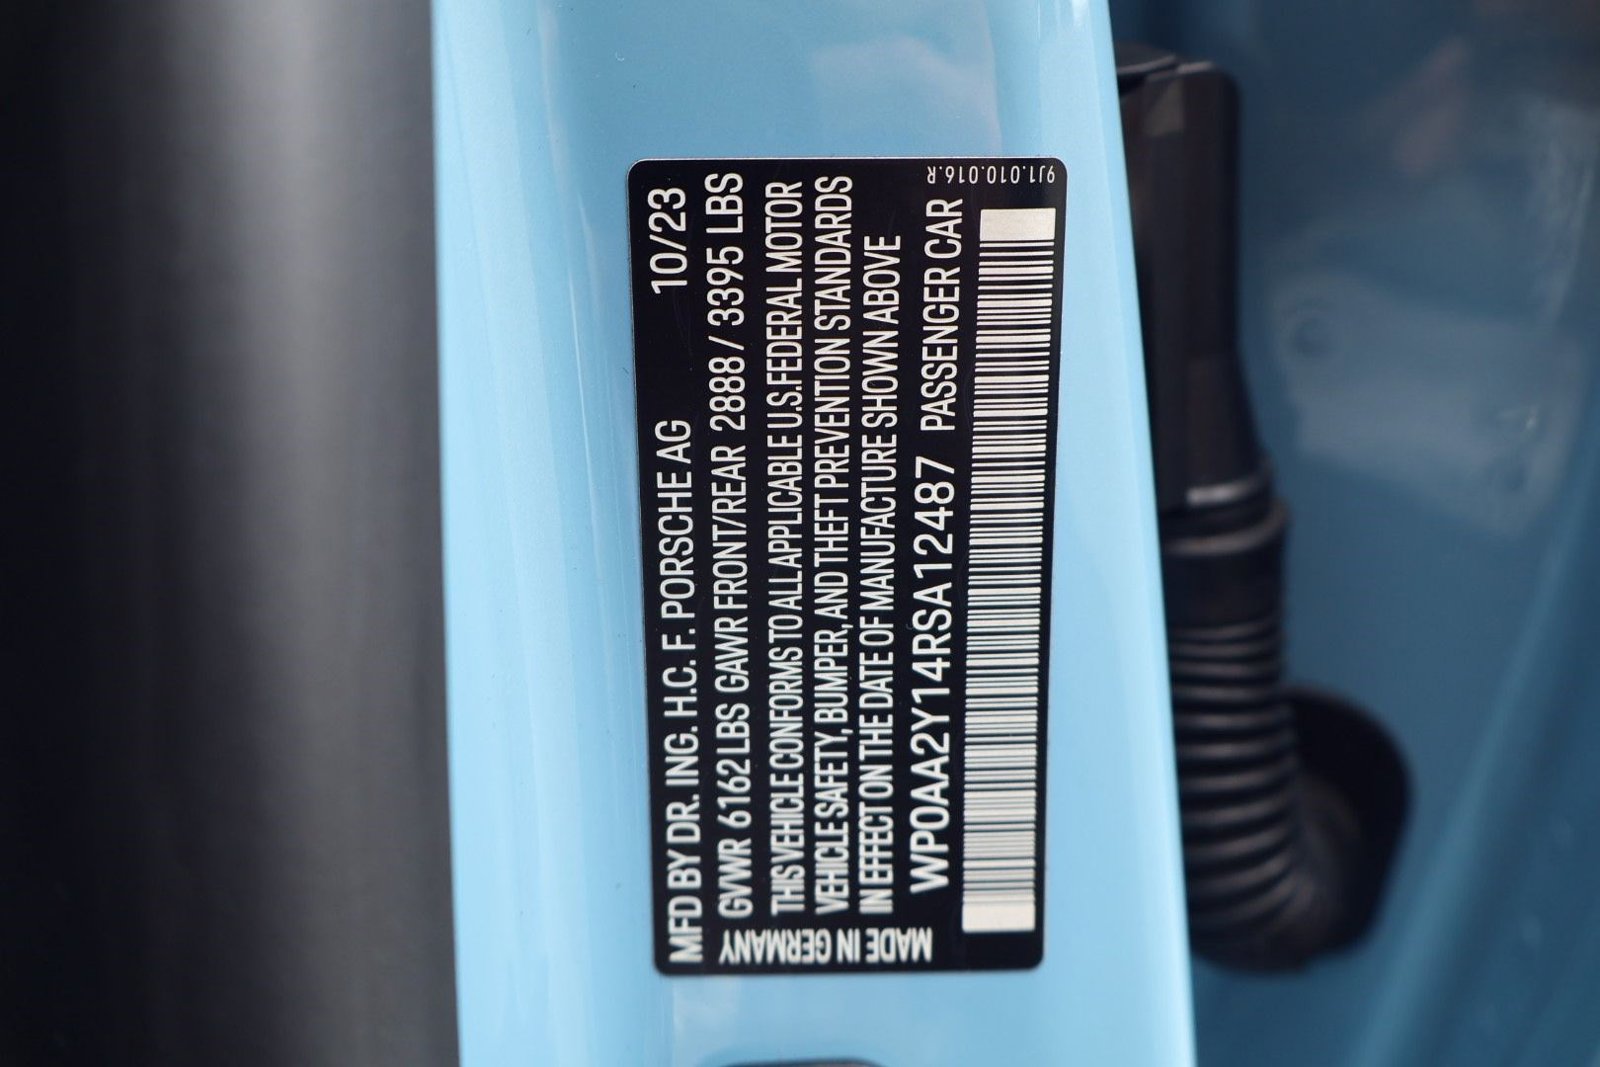 MFD BY DR. ING. H.C. F. PORSCHE AG 10/23
GVWR 6162 LBS GAWR FRONT/REAR 2888 / 3395 LBS
THIS VEHICLE CONFORMS TO ALL APPLICABLE U.S. FEDERAL MOTOR
VEHICLE SAFETY, BUMPER, AND THEFT PREVENTION STANDARDS
IN EFFECT ON THE DATE OF MANUFACTURE SHOWN ABOVE
WP0AA2Y14RSA12487 PASSENGER CAR
MADE IN GERMANY
9J1.010.016.R